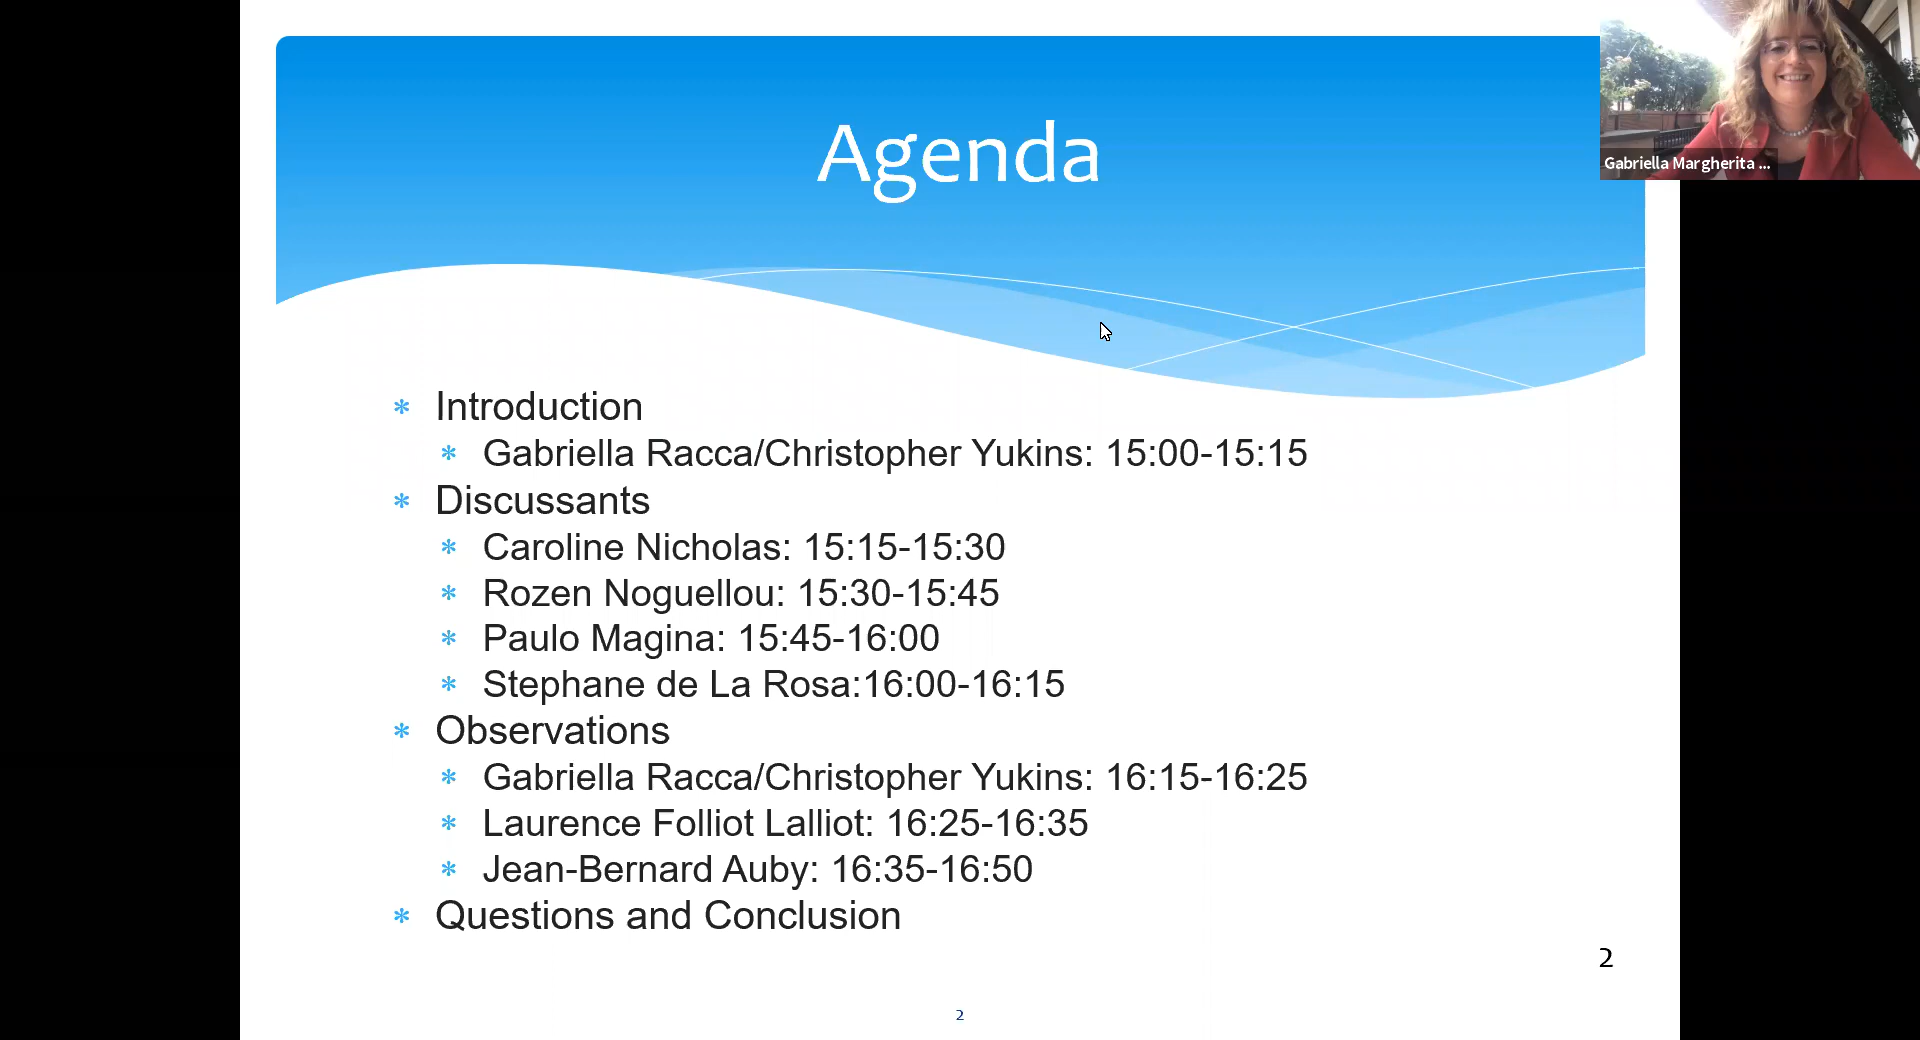 Agenda
Gabriella Margherita ...
* Introduction
* Gabriella Racca/Christopher Yukins: 15:00-15:15
* Discussants
* Caroline Nicholas: 15:15-15:30
* Rozen Noguellou: 15:30-15:45
* Paulo Magina: 15:45-16:00
* Stephane de La Rosa:16:00-16:15
* Observations
* Gabriella Racca/Christopher Yukins: 16:15-16:25
* Laurence Folliot Lalliot: 16:25-16:35
* Jean-Bernard Auby: 16:35-16:50
* Questions and Conclusion
2
2